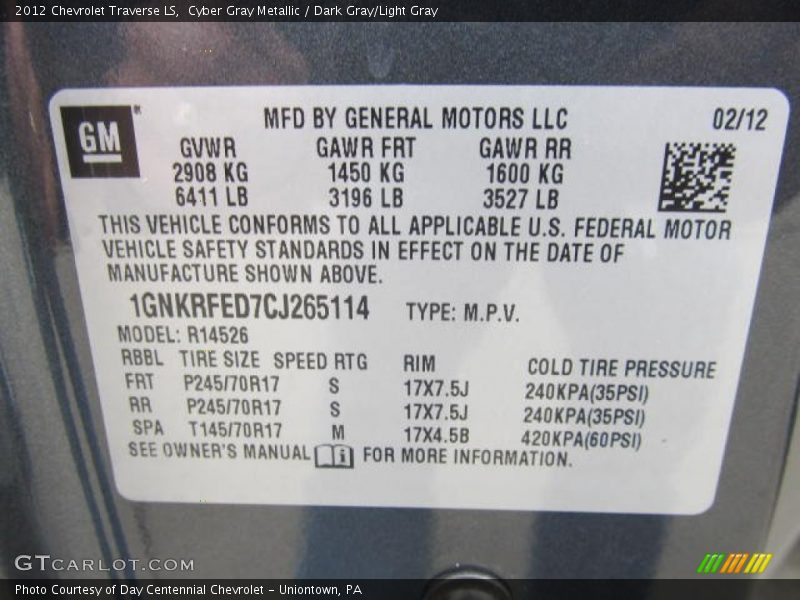 2012 Chevrolet Traverse LS, Cyber Gray Metallic / Dark Gray/Light Gray
GM
MFD BY GENERAL MOTORS LLC 02/12
GVWR GAWR FRT GAWR RR
2908 KG 1450 KG 1600 KG
6411 LB 3196 LB 3527 LB
THIS VEHICLE CONFORMS TO ALL APPLICABLE U.S. FEDERAL MOTOR
VEHICLE SAFETY STANDARDS IN EFFECT ON THE DATE OF
MANUFACTURE SHOWN ABOVE.
1GNKRFED7CJ265114 TYPE: M.P.V.
MODEL: R14526
RBBL TIRE SIZE SPEED RTG RIM COLD TIRE PRESSURE
FRT P245/70R17 S 17X7.5J 240KPA(35PSI)
RR P245/70R17 S 17X7.5J 240KPA(35PSI)
SPA T145/70R17 M 17X4.5B 420KPA(60PSI)
SEE OWNER'S MANUAL i FOR MORE INFORMATION.
GTCARLOT.COM
Photo Courtesy of Day Centennial Chevrolet - Uniontown, PA